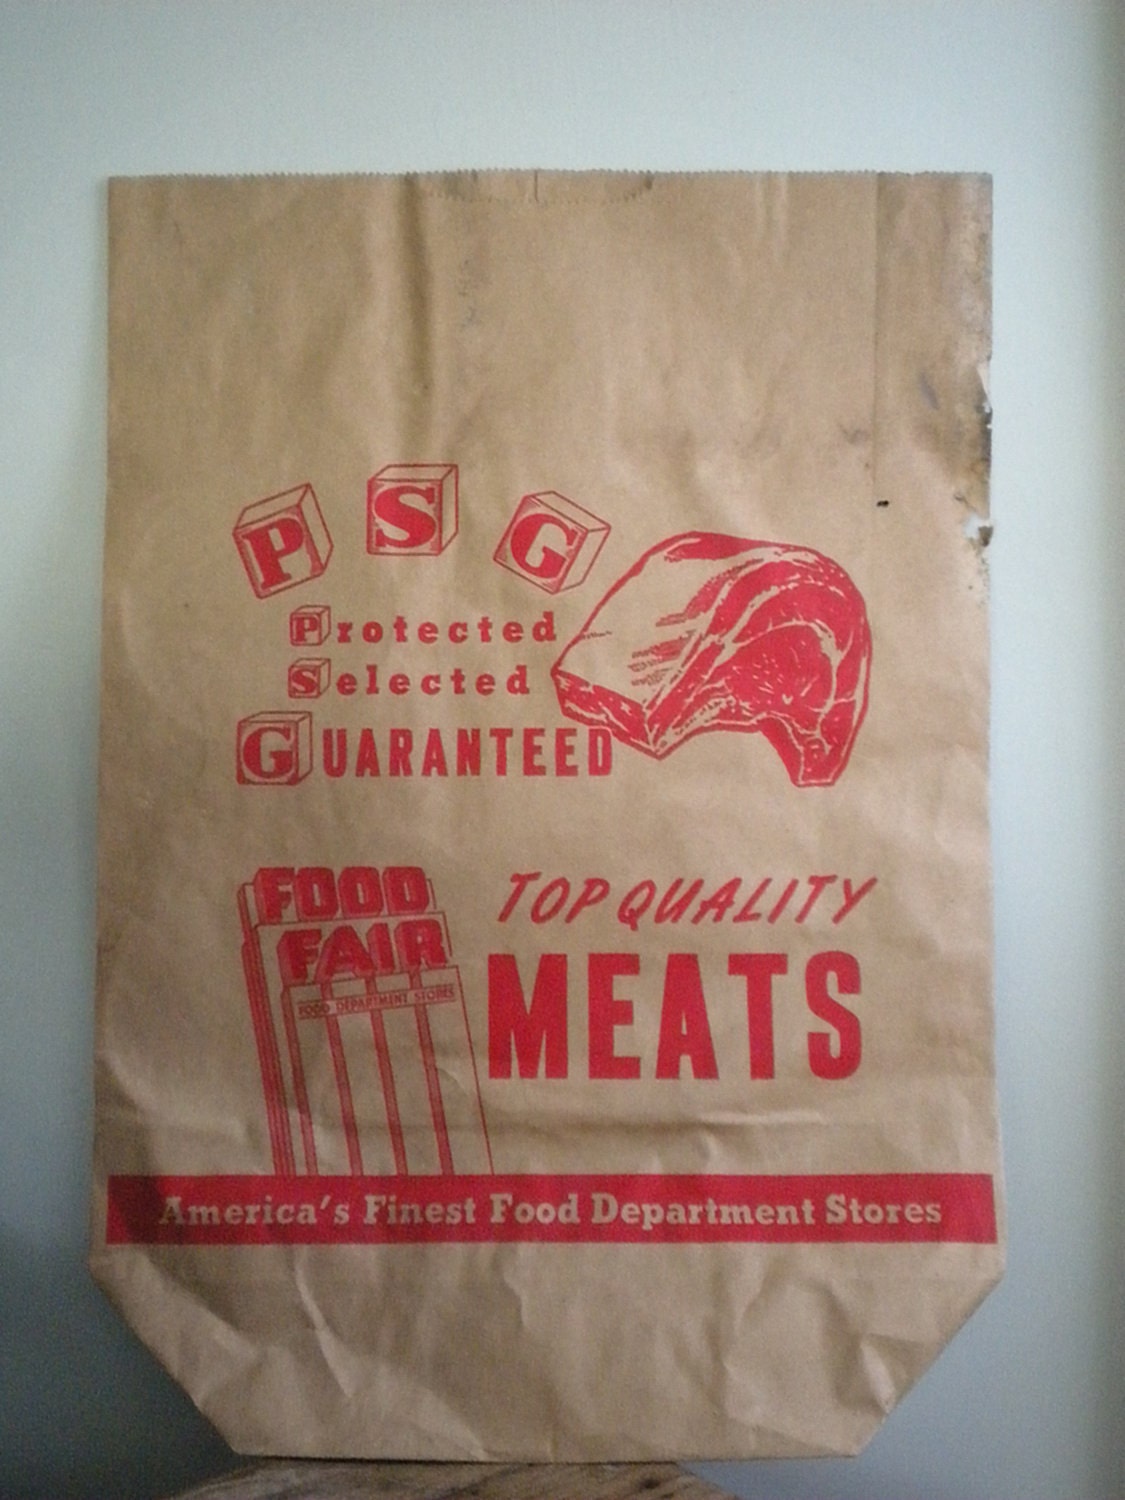 P S G
Protected
Selected
GUARANTEED
FOOD
FAIR
FOOD DEPARTMENT STORES
TOP QUALITY
MEATS
America's Finest Food Department Stores